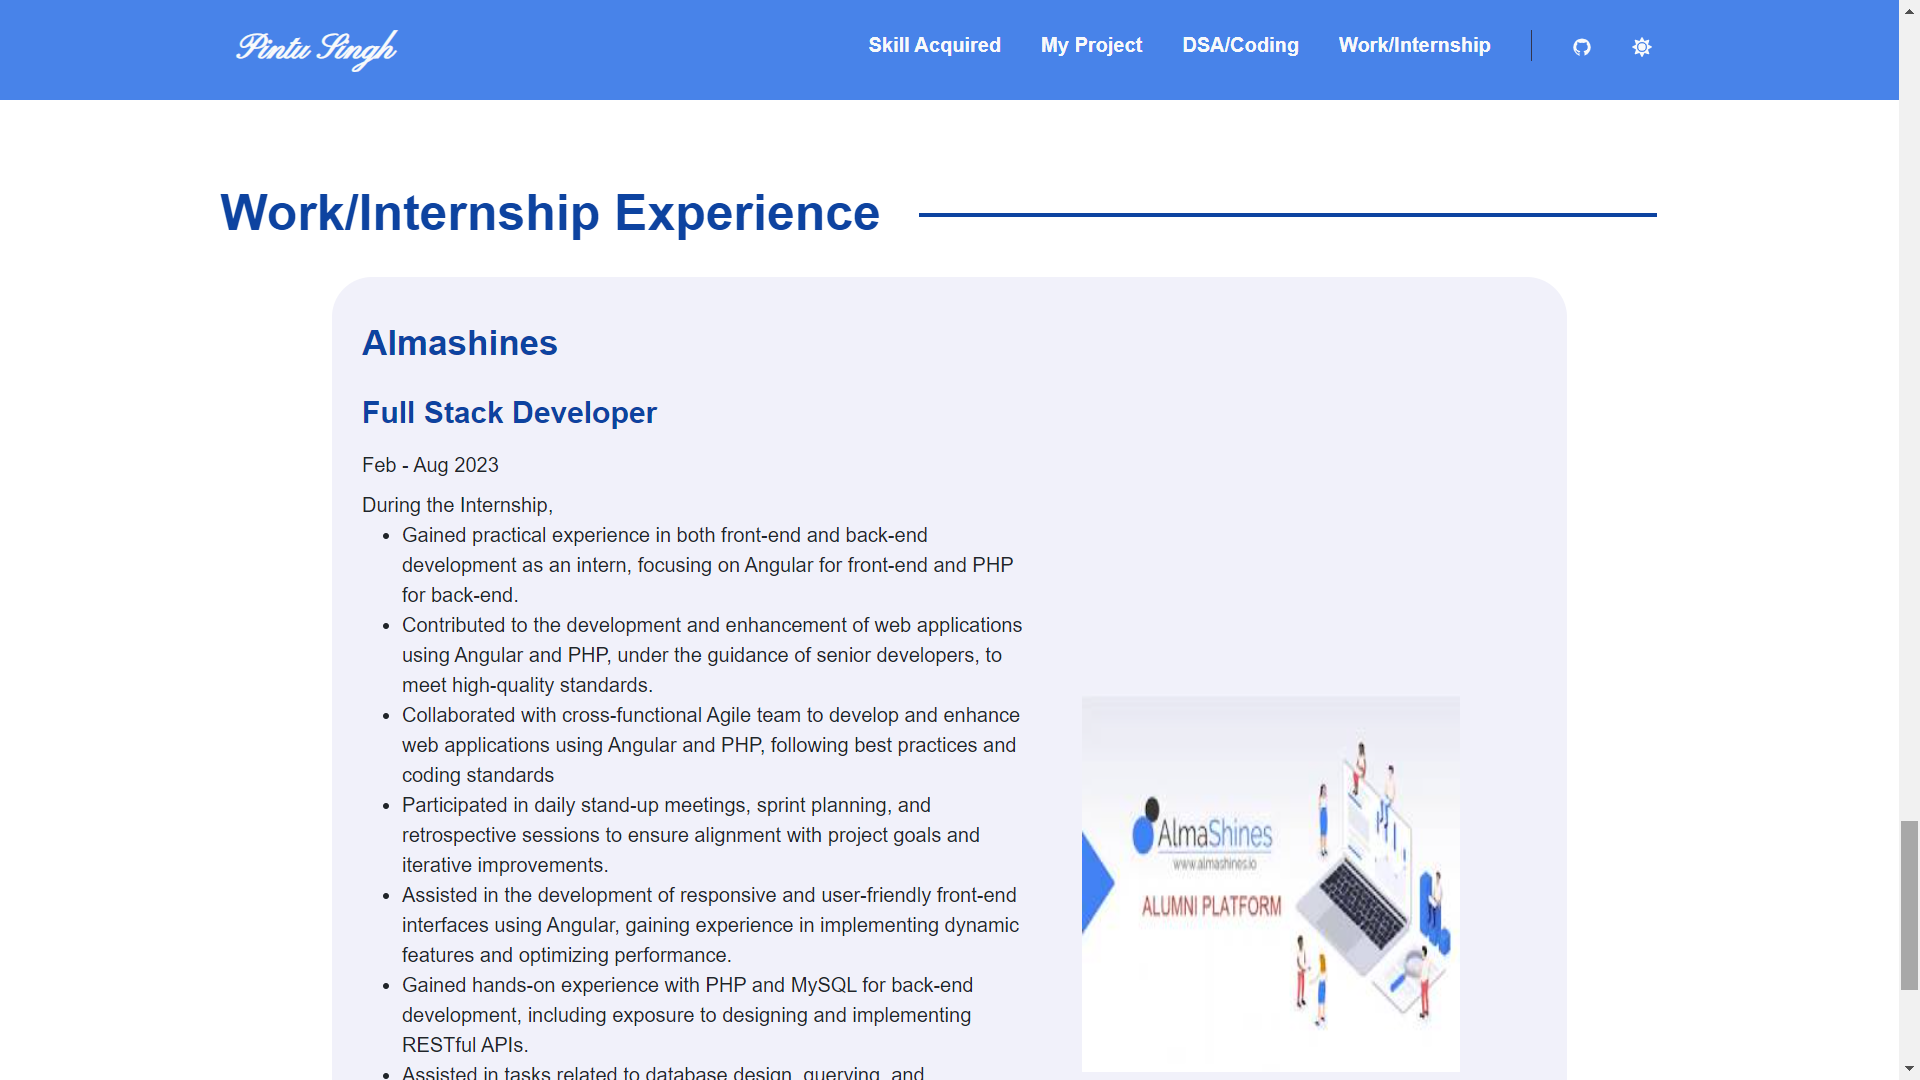 Pintu Singh
Skill Acquired
My Project
DSA/Coding
Work/Internship
Work/Internship Experience
Almashines
Full Stack Developer
Feb - Aug 2023
During the Internship,
• Gained practical experience in both front-end and back-end
development as an intern, focusing on Angular for front-end and PHP
for back-end.
• Contributed to the development and enhancement of web applications
using Angular and PHP, under the guidance of senior developers, to
meet high-quality standards.
• Collaborated with cross-functional Agile team to develop and enhance
web applications using Angular and PHP, following best practices and
coding standards
• Participated in daily stand-up meetings, sprint planning, and
retrospective sessions to ensure alignment with project goals and
iterative improvements.
• Assisted in the development of responsive and user-friendly front-end
interfaces using Angular, gaining experience in implementing dynamic
features and optimizing performance.
• Gained hands-on experience with PHP and MySQL for back-end
development, including exposure to designing and implementing
RESTful APIs.
• Assisted in tasks related to database design, querying, and
AlmaShines
www.almashines.io
ALUMNI PLATFORM